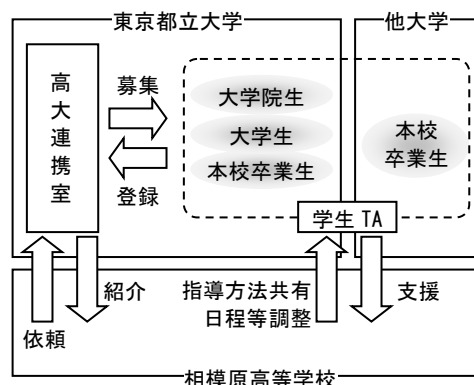 東京都立大学
他大学
高大連携室
募集
登録
大学院生
大学生
本校卒業生
本校
卒業生
学生 TA
依頼
紹介
指導方法共有
日程等調整
支援
相模原高等学校